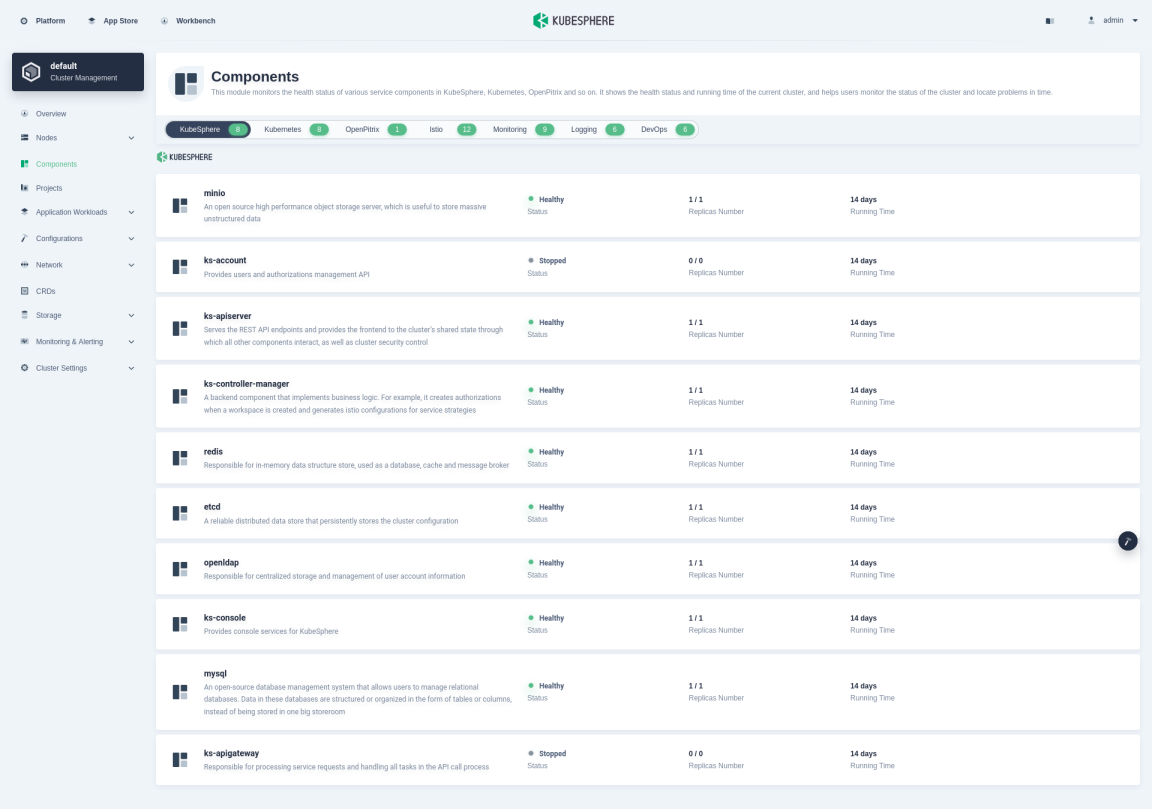 Platform App Store Workbench KUBESPHERE admin
default
Cluster Management
Overview
Nodes
Components
Projects
Application Workloads
Configurations
Network
CRDs
Storage
Monitoring & Alerting
Cluster Settings
Components
This module monitors the health status of various service components in KubeSphere, Kubernetes, OpenPitrix and so on. It shows the health status and running time of the current cluster, and helps users monitor the status of the cluster and locate problems in time.
KubeSphere 8 Kubernetes 8 OpenPitrix 1 Istio 12 Monitoring 9 Logging 6 DevOps 6
KUBESPHERE
minio
An open source high performance object storage server, which is useful to store massive
unstructured data
Healthy
Status
1 / 1
Replicas Number
14 days
Running Time
ks-account
Provides users and authorizations management API
Stopped
Status
0 / 0
Replicas Number
14 days
Running Time
ks-apiserver
Serves the REST API endpoints and provides the frontend to the cluster's shared state through
which all other components interact, as well as cluster security control
Healthy
Status
1 / 1
Replicas Number
14 days
Running Time
ks-controller-manager
A backend component that implements business logic. For example, it creates authorizations
when a workspace is created and generates istio configurations for service strategies
Healthy
Status
1 / 1
Replicas Number
14 days
Running Time
redis
Responsible for in-memory data structure store, used as a database, cache and message broker
Healthy
Status
1 / 1
Replicas Number
14 days
Running Time
etcd
A reliable distributed data store that persistently stores the cluster configuration
Healthy
Status
1 / 1
Replicas Number
14 days
Running Time
openldap
Responsible for centralized storage and management of user account information
Healthy
Status
1 / 1
Replicas Number
14 days
Running Time
ks-console
Provides console services for KubeSphere
Healthy
Status
1 / 1
Replicas Number
14 days
Running Time
mysql
An open-source database management system that allows users to manage relational
databases. Data in these databases are structured or organized in the form of tables or columns,
instead of being stored in one big storeroom
Healthy
Status
1 / 1
Replicas Number
14 days
Running Time
ks-apigateway
Responsible for processing service requests and handling all tasks in the API call process
Stopped
Status
0 / 0
Replicas Number
14 days
Running Time